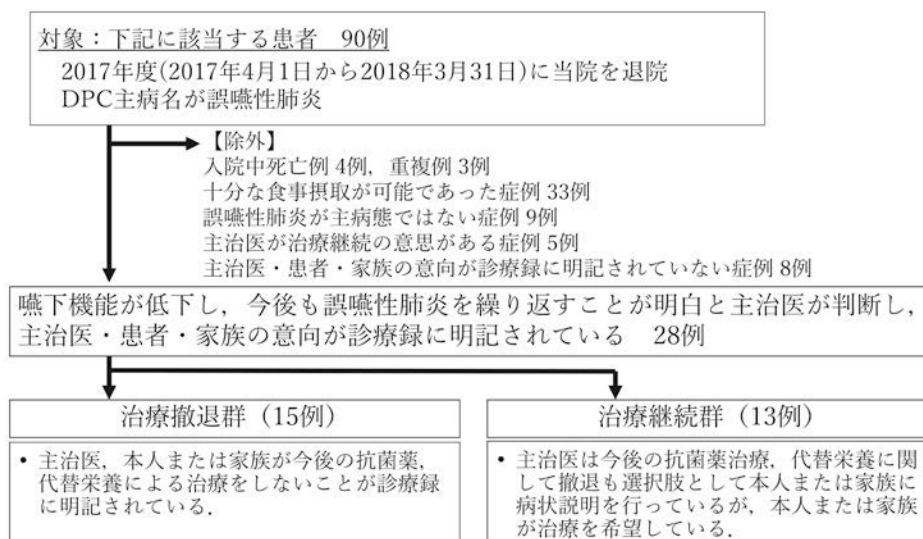 対象：下記に該当する患者　90例
2017年度(2017年4月1日から2018年3月31日)に当院を退院
DPC主病名が誤嚥性肺炎
【除外】
入院中死亡例 4例，重複例 3例
十分な食事摂取が可能であった症例 33例
誤嚥性肺炎が主病態ではない症例 9例
主治医が治療継続の意思がある症例 5例
主治医・患者・家族の意向が診療録に明記されていない症例 8例
嚥下機能が低下し，今後も誤嚥性肺炎を繰り返すことが明白と主治医が判断し，
主治医・患者・家族の意向が診療録に明記されている　28例
治療撤退群（15例）
• 主治医，本人または家族が今後の抗菌薬，
代替栄養による治療をしないことが診療録
に明記されている．
治療継続群（13例）
• 主治医は今後の抗菌薬治療，代替栄養に関
して撤退も選択肢として本人または家族に
病状説明を行っているが，本人または家族
が治療を希望している．